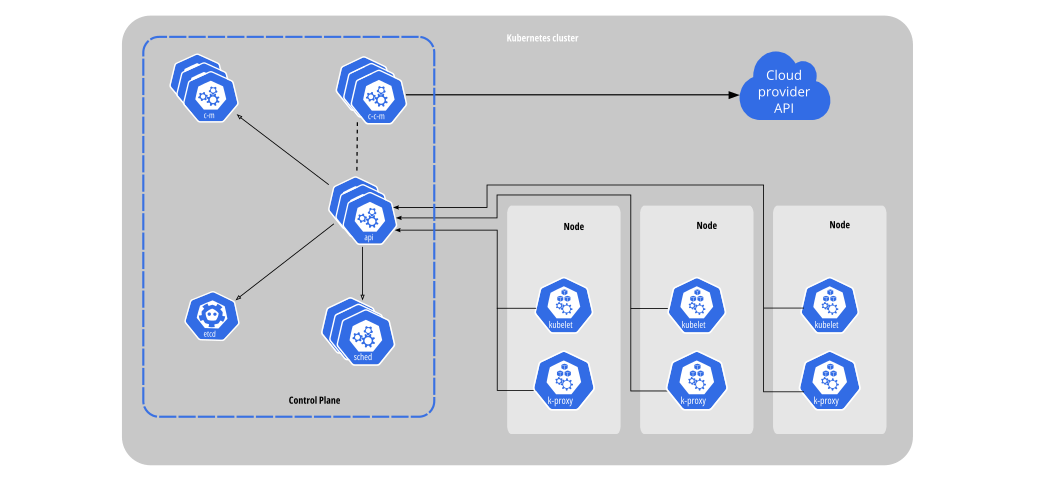 Kubernetes cluster
c-m
c-c-m
Cloud
provider
API
api
Node
Node
Node
etcd
sched
kubelet
kubelet
kubelet
k-proxy
k-proxy
k-proxy
Control Plane